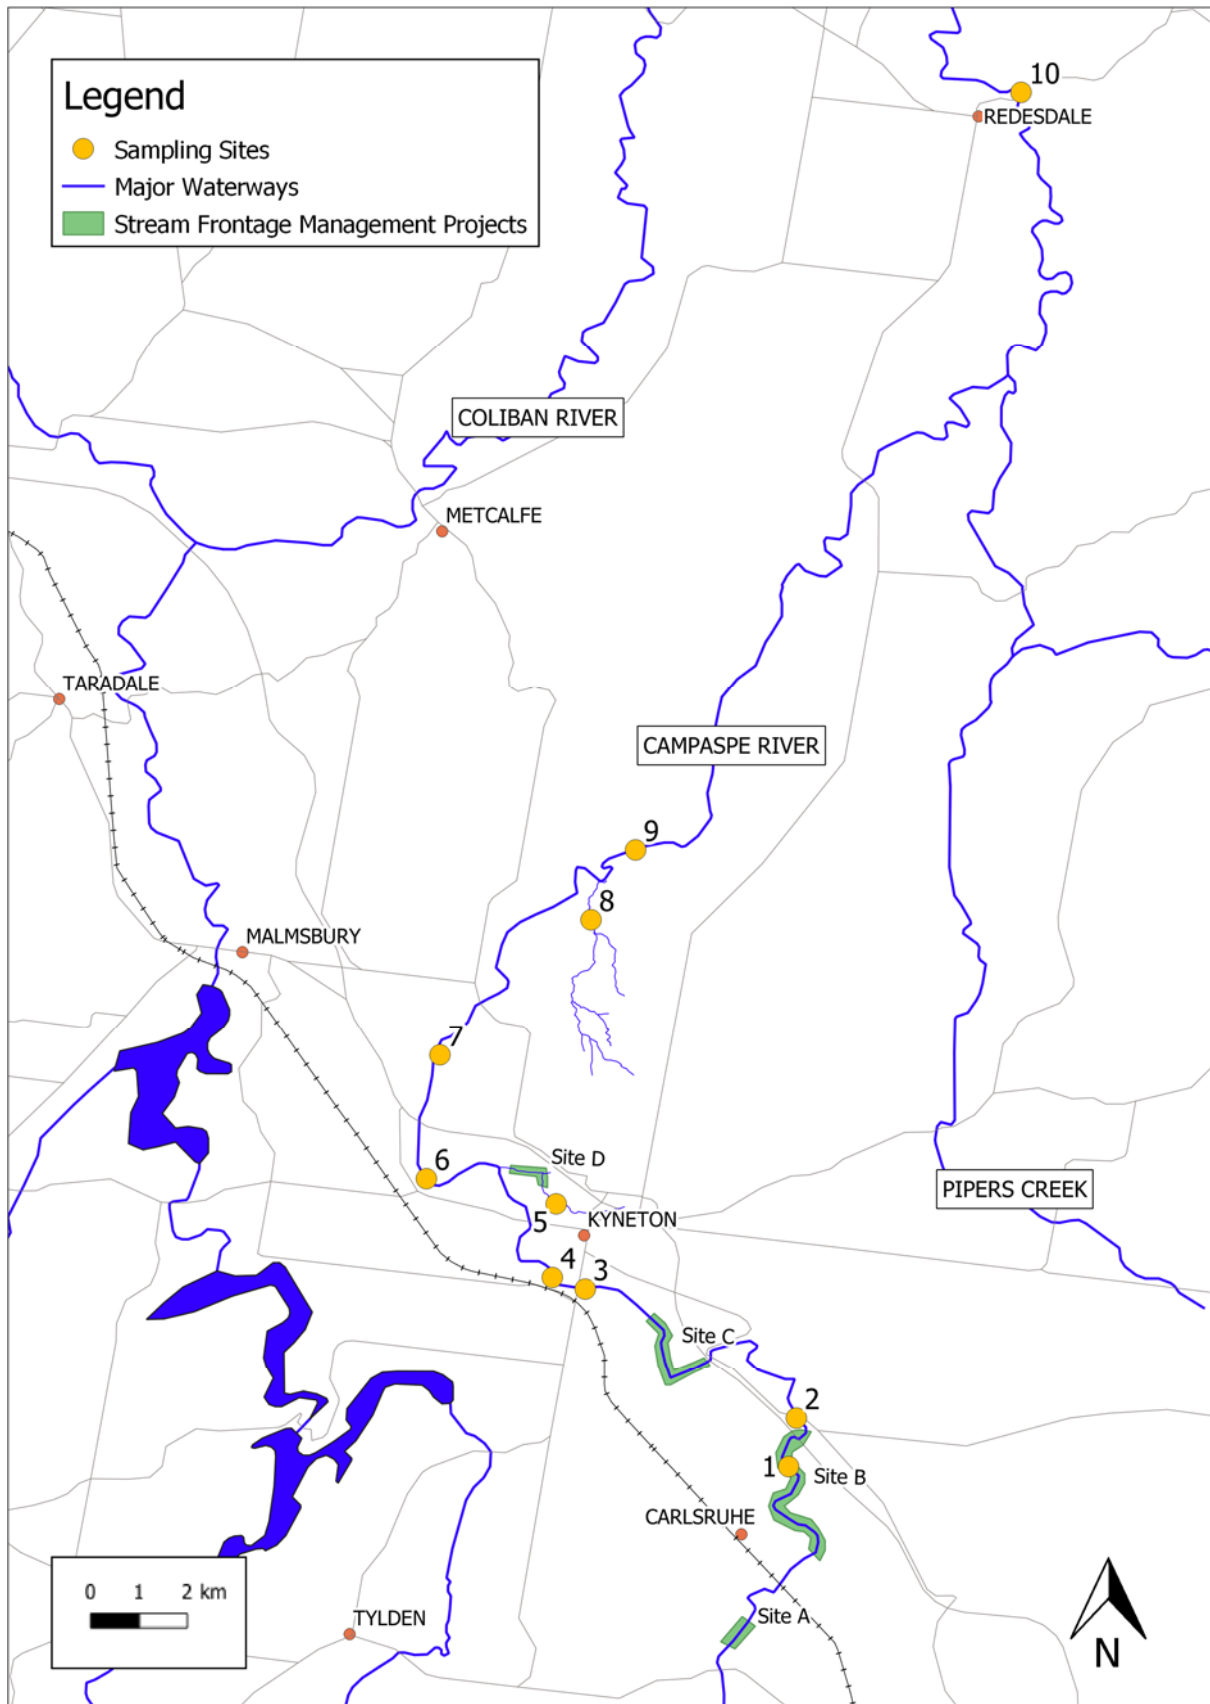 10
REDESDALE
Legend
Sampling Sites
Major Waterways
Stream Frontage Management Projects
COLIBAN RIVER
METCALFE
TARADALE
CAMPASPE RIVER
9
8
MALMSBURY
7
Site D
6
PIPERS CREEK
5
KYNETON
4
3
Site C
2
1
Site B
CARLSRUHE
0 1 2 km
Site A
TYLDEN
N